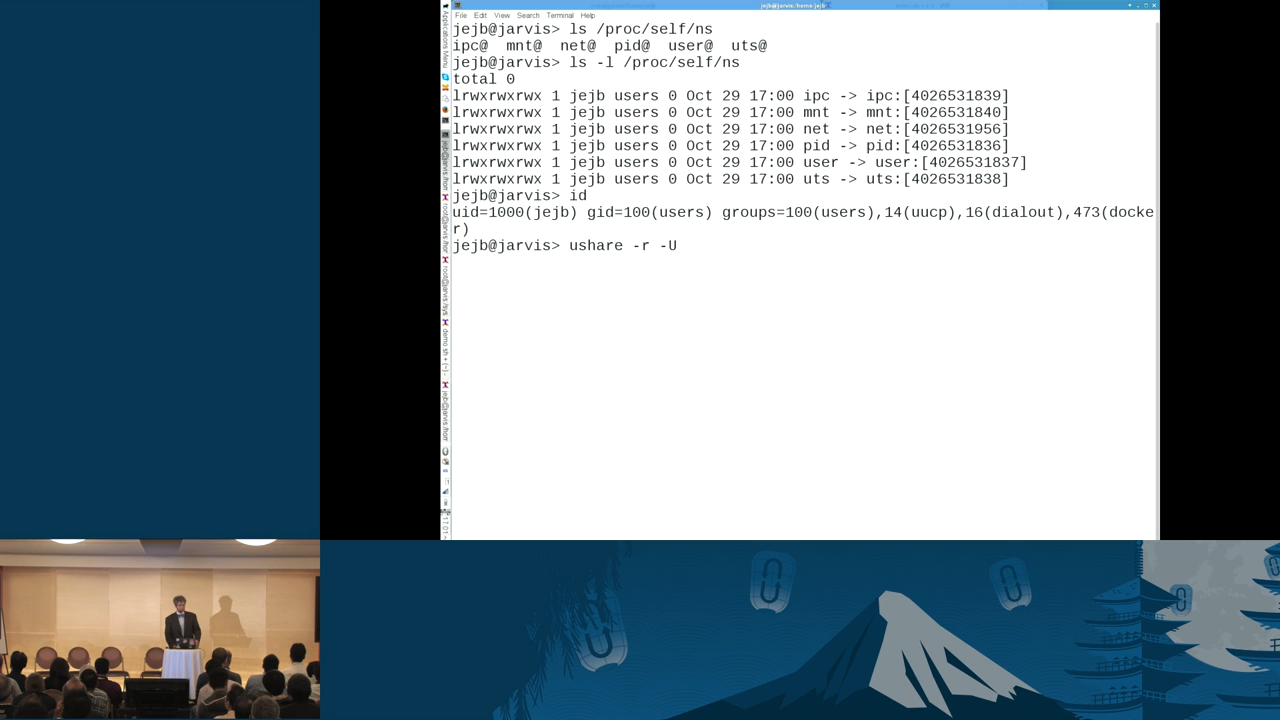 jejb@jarvis:/home/jejb
File Edit View Search Terminal Help
jejb@jarvis> ls /proc/self/ns
ipc@ mnt@ net@ pid@ user@ uts@
jejb@jarvis> ls -l /proc/self/ns
total 0
lrwxrwxrwx 1 jejb users 0 Oct 29 17:00 ipc -> ipc:[4026531839]
lrwxrwxrwx 1 jejb users 0 Oct 29 17:00 mnt -> mnt:[4026531840]
lrwxrwxrwx 1 jejb users 0 Oct 29 17:00 net -> net:[4026531956]
lrwxrwxrwx 1 jejb users 0 Oct 29 17:00 pid -> pid:[4026531836]
lrwxrwxrwx 1 jejb users 0 Oct 29 17:00 user -> user:[4026531837]
lrwxrwxrwx 1 jejb users 0 Oct 29 17:00 uts -> uts:[4026531838]
jejb@jarvis> id
uid=1000(jejb) gid=100(users) groups=100(users),14(uucp),16(dialout),473(docke
r)
jejb@jarvis> ushare -r -U
Applications Menu